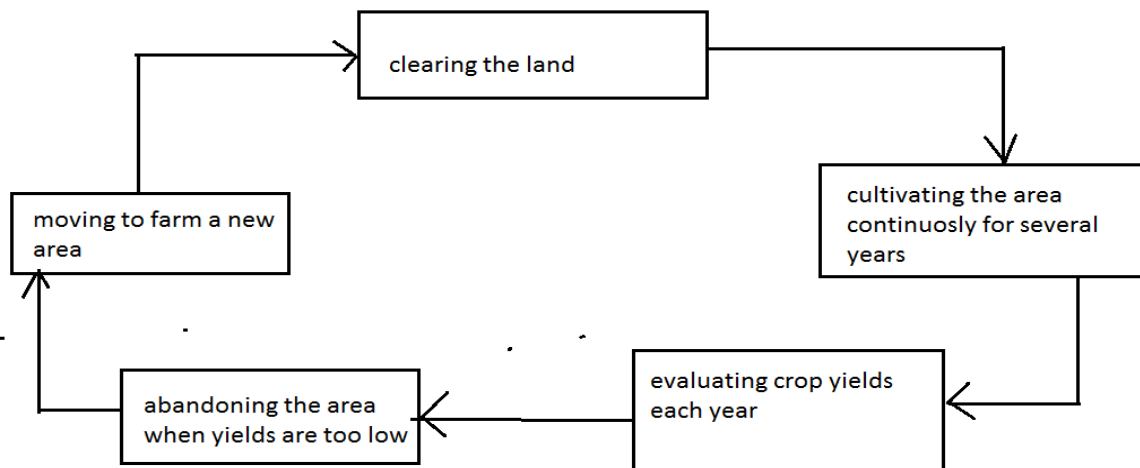 clearing the land
cultivating the area
continuosly for several
years
evaluating crop yields
each year
abandoning the area
when yields are too low
moving to farm a new
area